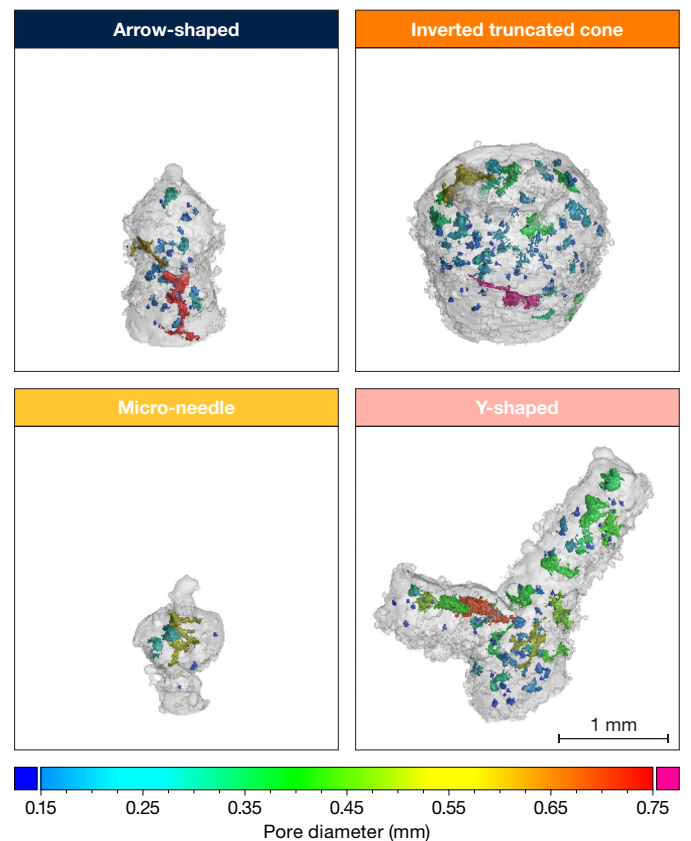 Arrow-shaped
Inverted truncated cone
Micro-needle
Y-shaped
1 mm
0.15 0.25 0.35 0.45 0.55 0.65 0.75
Pore diameter (mm)